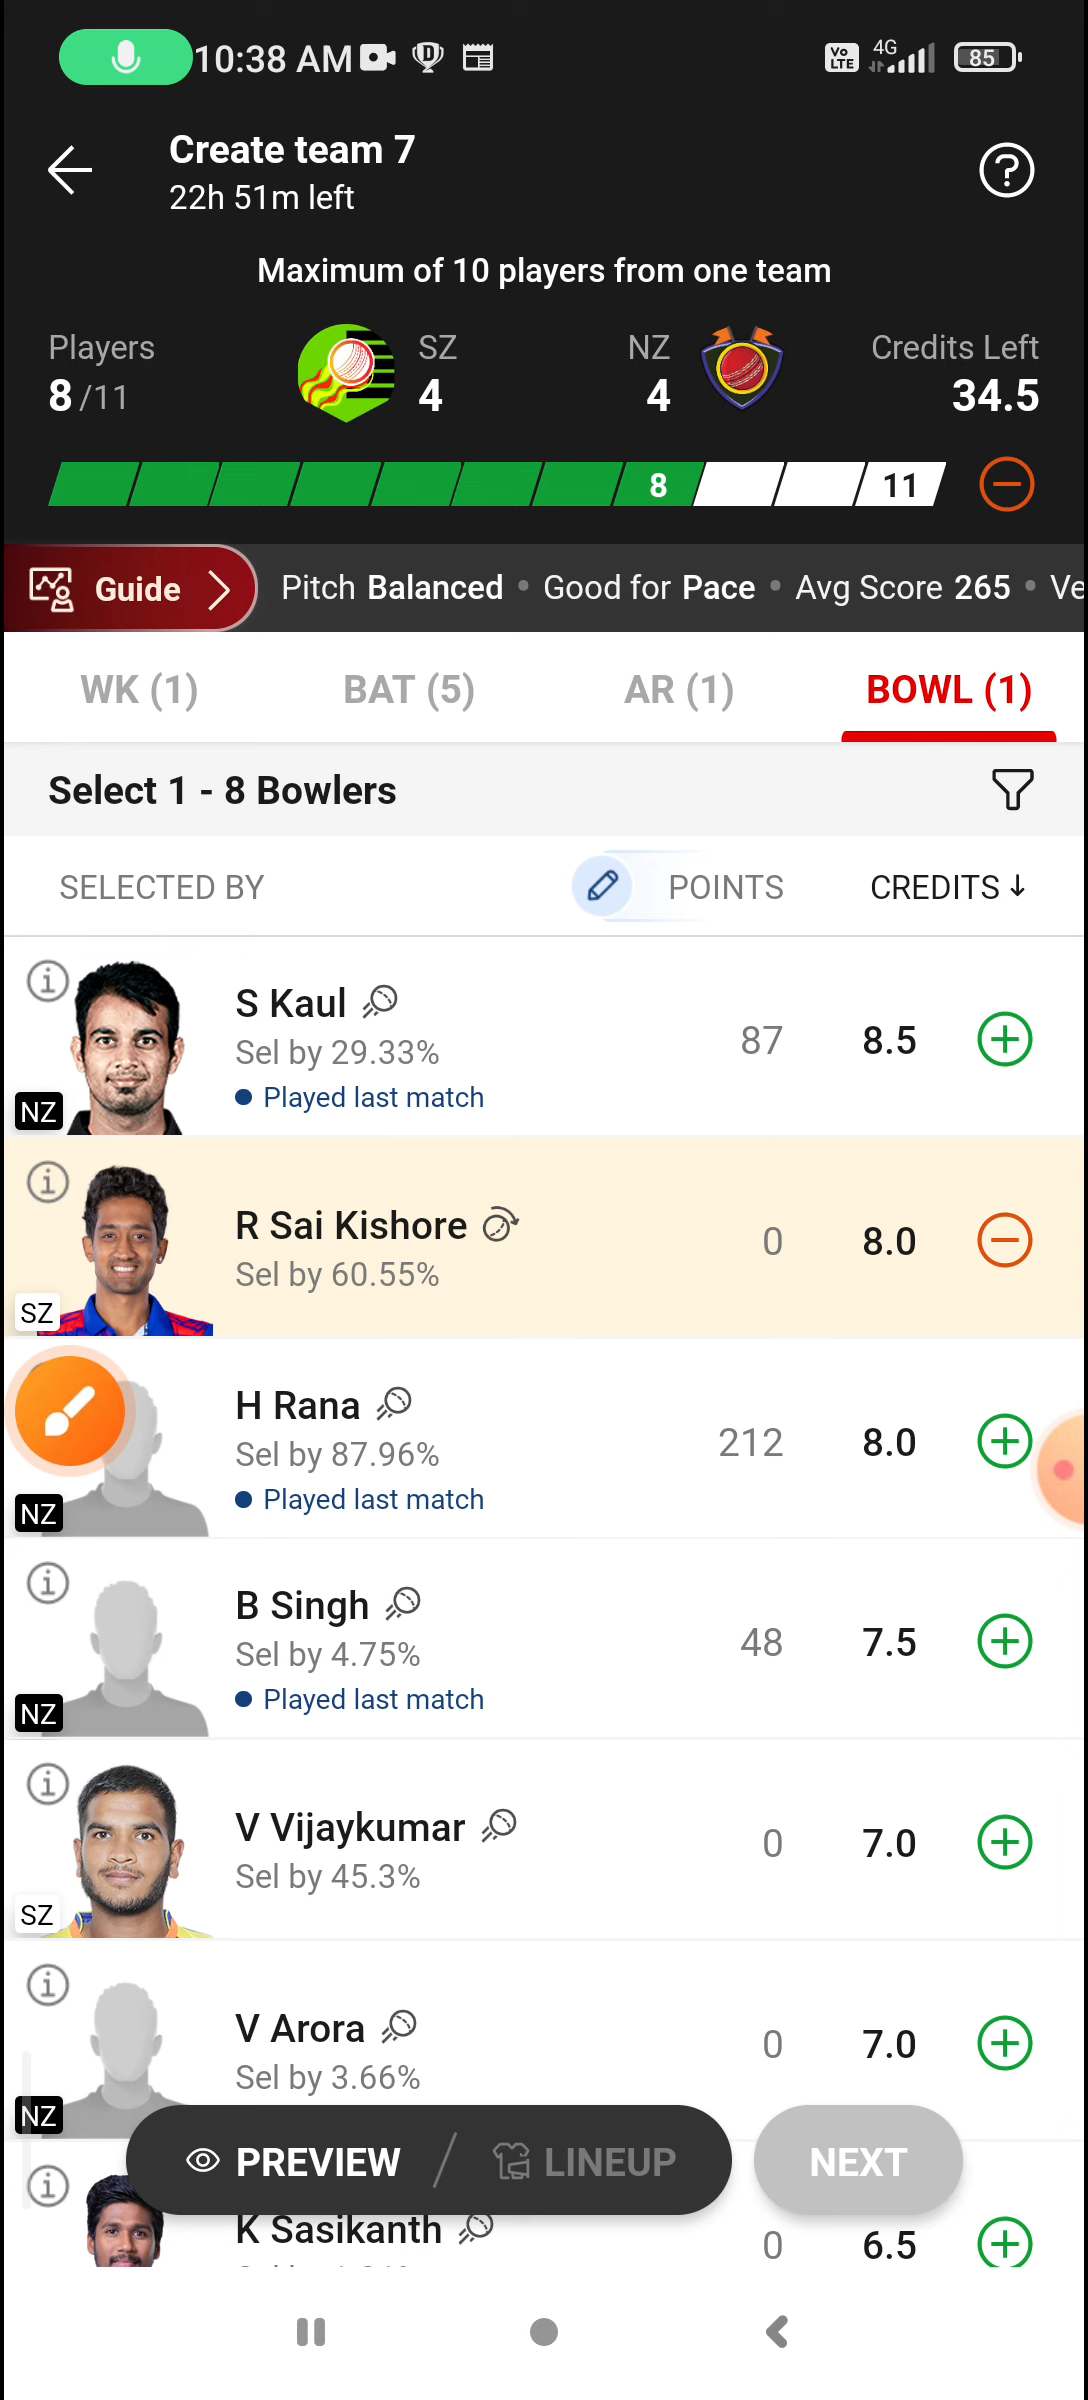 10:38 AM
Vo LTE 4G 85
Create team 7
22h 51m left
Maximum of 10 players from one team
Players SZ NZ Credits Left
8/11 4 4 34.5
8 11
Guide Pitch Balanced • Good for Pace • Avg Score 265 • Ve
WK (1) BAT (5) AR (1) BOWL (1)
Select 1 - 8 Bowlers
SELECTED BY POINTS CREDITS ↓
S Kaul
Sel by 29.33% 87 8.5
Played last match
NZ
R Sai Kishore
Sel by 60.55% 0 8.0
SZ
H Rana
Sel by 87.96% 212 8.0
Played last match
NZ
B Singh
Sel by 4.75% 48 7.5
Played last match
NZ
V Vijaykumar
Sel by 45.3% 0 7.0
SZ
V Arora
Sel by 3.66% 0 7.0
NZ
PREVIEW / LINEUP NEXT
K Sasikanth 0 6.5